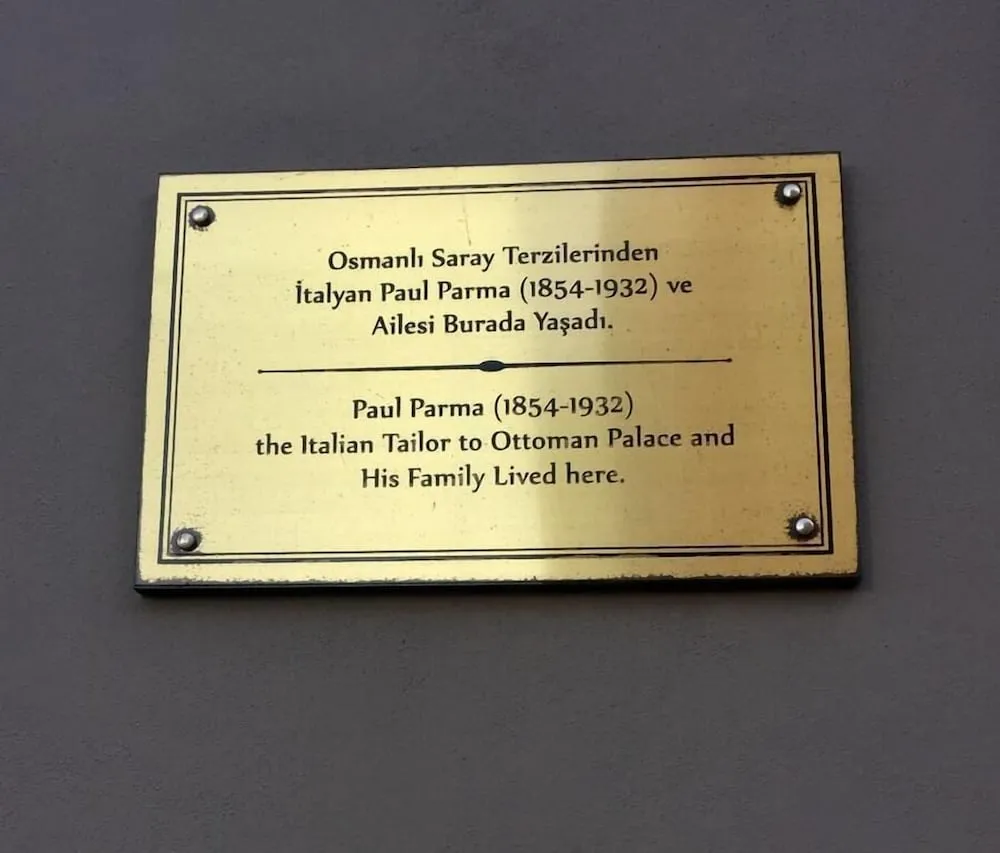 Osmanlı Saray Terzilerinden
İtalyan Paul Parma (1854-1932) ve
Ailesi Burada Yaşadı.
Paul Parma (1854-1932)
the Italian Tailor to Ottoman Palace and
His Family Lived here.